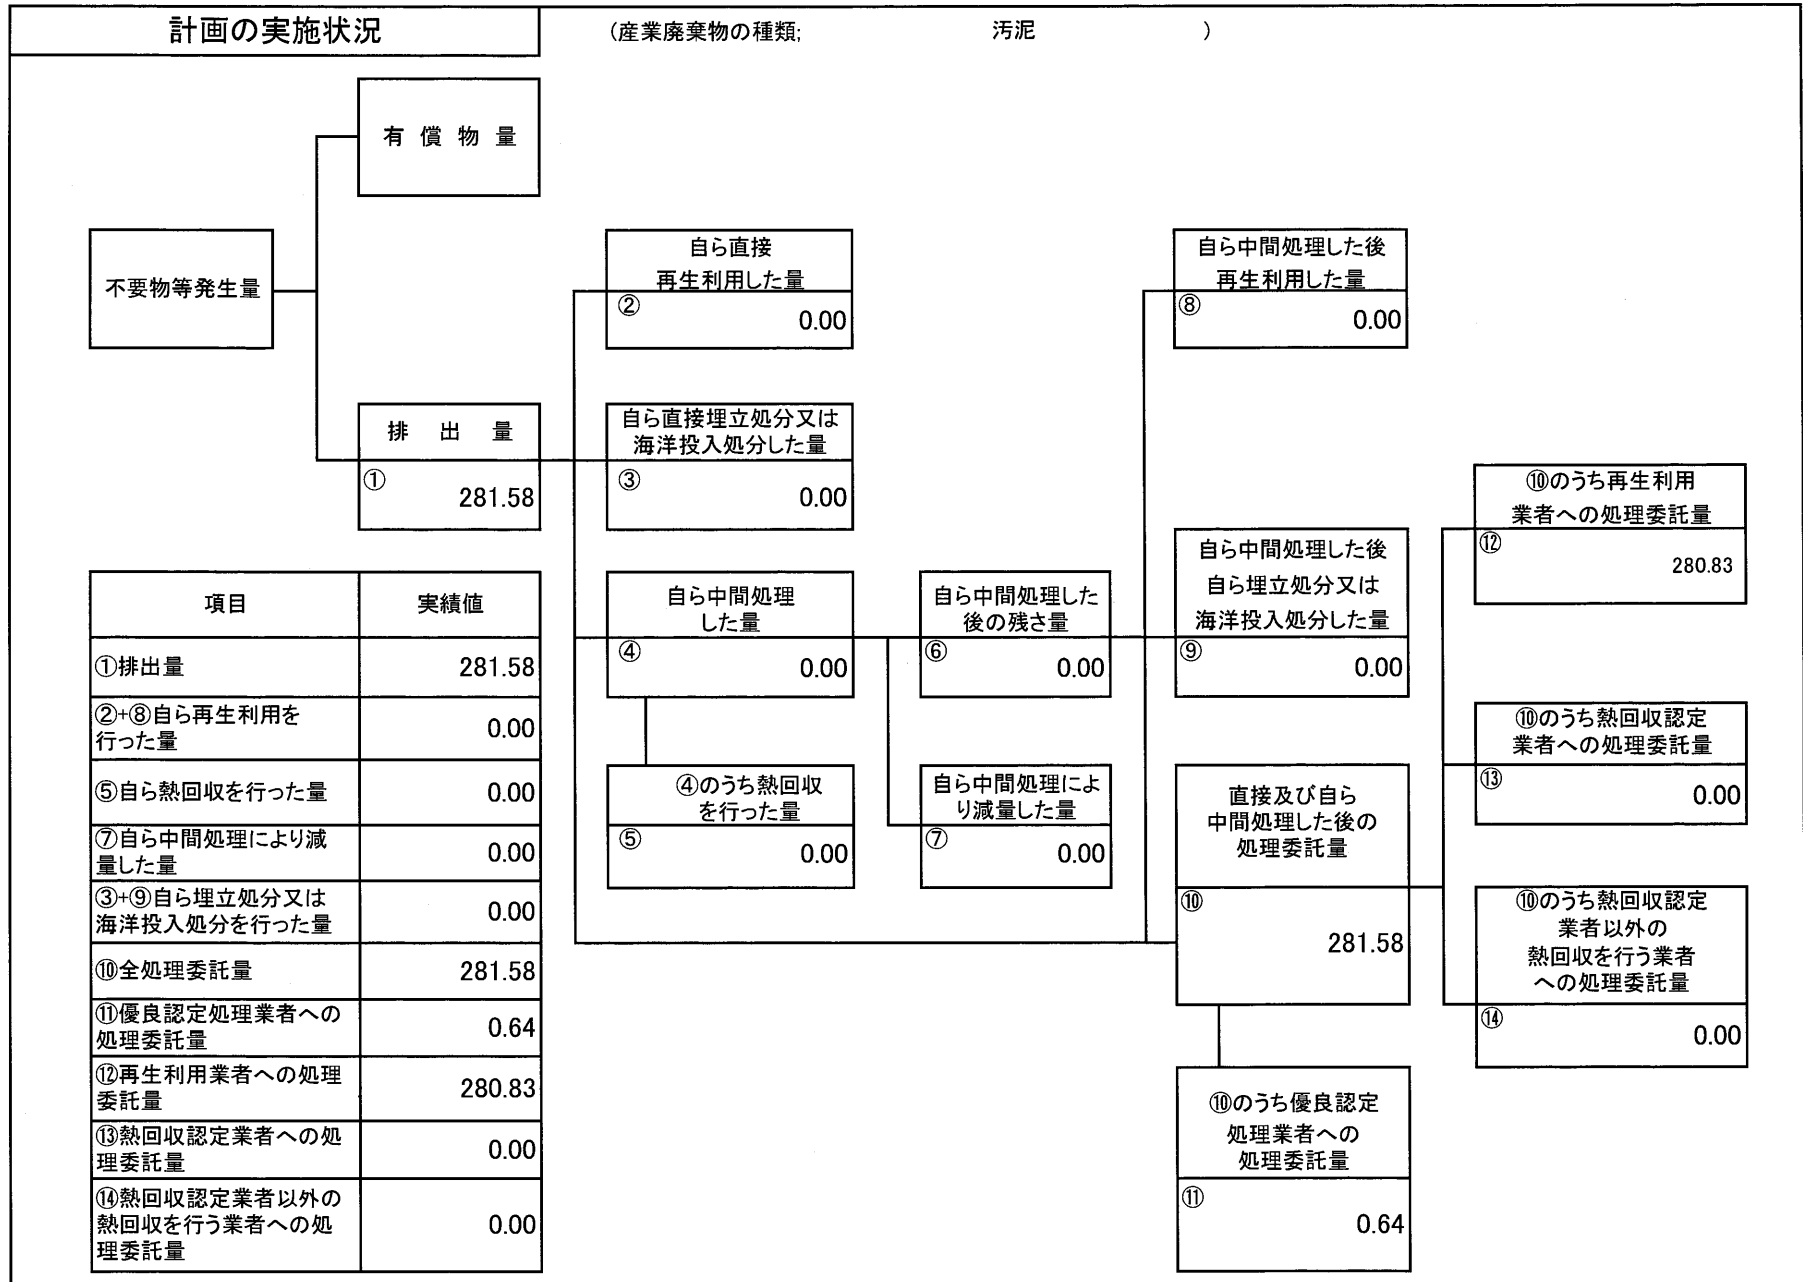 計画の実施状況
(産業廃棄物の種類; 汚泥 )
有 償 物 量
不要物等発生量
自ら直接
再生利用した量
② 0.00
自ら中間処理した後
再生利用した量
⑧ 0.00
排 出 量
① 281.58
自ら直接埋立処分又は
海洋投入処分した量
③ 0.00
⑩のうち再生利用
業者への処理委託量
⑫ 280.83
自ら中間処理
した量
④ 0.00
自ら中間処理した
後の残さ量
⑥ 0.00
自ら中間処理した後
自ら埋立処分又は
海洋投入処分した量
⑨ 0.00
⑩のうち熱回収認定
業者への処理委託量
⑬ 0.00
④のうち熱回収
を行った量
⑤ 0.00
自ら中間処理によ
り減量した量
⑦ 0.00
直接及び自ら
中間処理した後の
処理委託量
⑩ 281.58
⑩のうち熱回収認定
業者以外の
熱回収を行う業者
への処理委託量
⑭ 0.00
⑩のうち優良認定
処理業者への
処理委託量
⑪ 0.64
項目 実績値
①排出量 281.58
②+⑧自ら再生利用を
行った量 0.00
⑤自ら熱回収を行った量 0.00
⑦自ら中間処理により減
量した量 0.00
③+⑨自ら埋立処分又は
海洋投入処分を行った量 0.00
⑩全処理委託量 281.58
⑪優良認定処理業者への
処理委託量 0.64
⑫再生利用業者への処理
委託量 280.83
⑬熱回収認定業者への処
理委託量 0.00
⑭熱回収認定業者以外の
熱回収を行う業者への処
理委託量 0.00